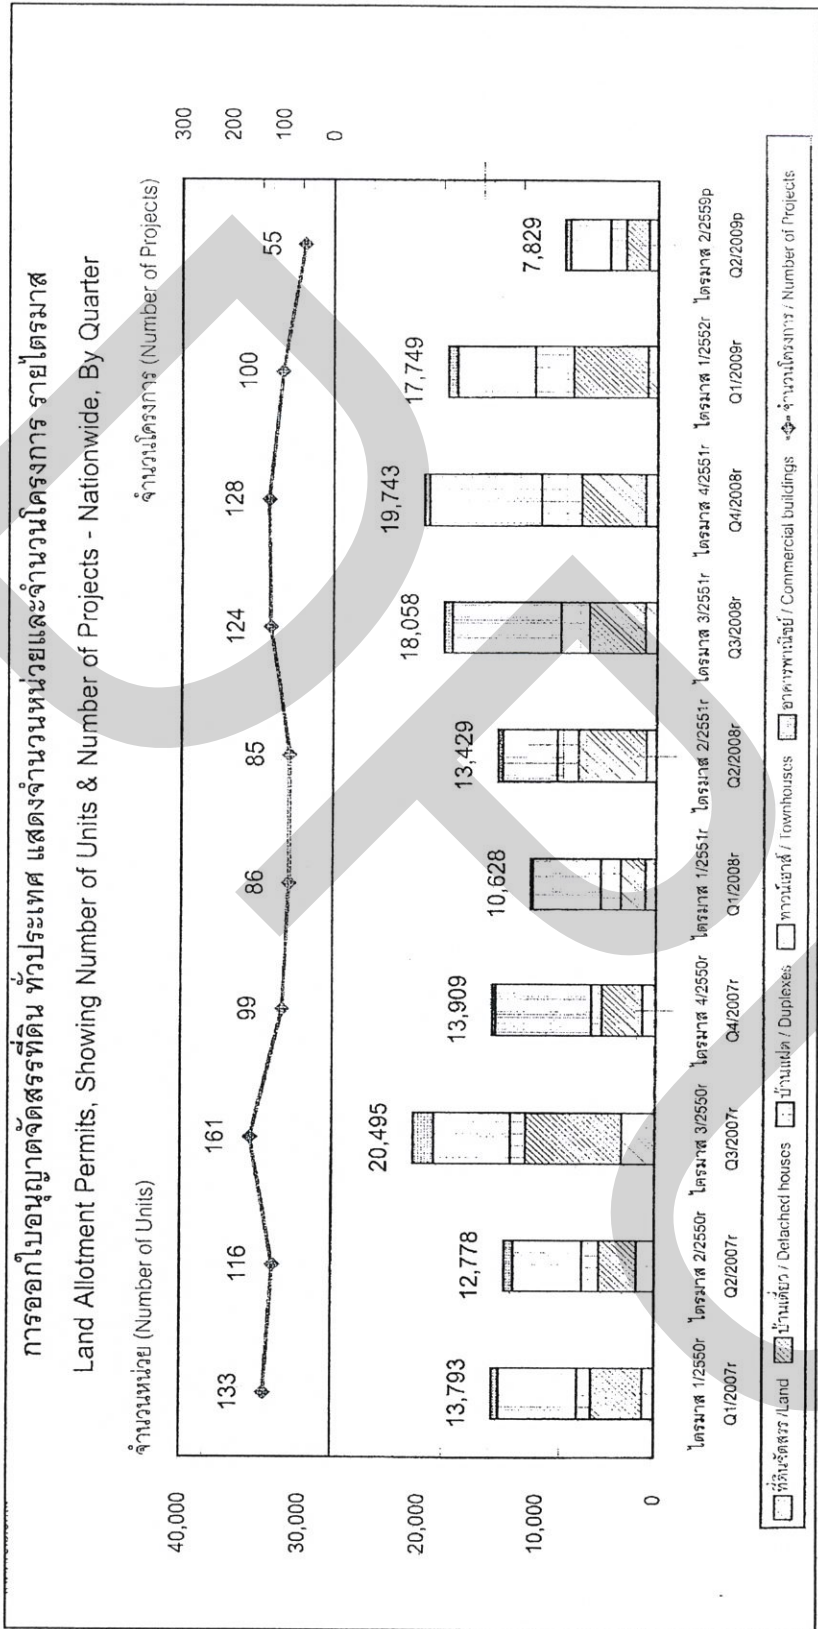 การออกใบอนุญาตจัดสรรที่ดิน ทั่วประเทศ แสดงจำนวนหน่วยและจำนวนโครงการ รายไตรมาส
Land Allotment Permits, Showing Number of Units & Number of Projects - Nationwide, By Quarter
จำนวนหน่วย (Number of Units) จำนวนโครงการ (Number of Projects)
40,000
30,000
20,000
10,000
0
300
200
100
0
133 116 161 99 86 85 124 128 100 55
13,793 12,778 20,495 13,909 10,628 13,429 18,058 19,743 17,749 7,829
ไตรมาส 1/2550r ไตรมาส 2/2550r ไตรมาส 3/2550r ไตรมาส 4/2550r ไตรมาส 1/2551r ไตรมาส 2/2551r ไตรมาส 3/2551r ไตรมาส 4/2551r ไตรมาส 1/2552r ไตรมาส 2/2559p
Q1/2007r Q2/2007r Q3/2007r Q4/2007r Q1/2008r Q2/2008r Q3/2008r Q4/2008r Q1/2009r Q2/2009p
ที่ดินจัดสรร /Land บ้านเดี่ยว / Detached houses บ้านแฝด / Duplexes ทาวน์เฮาส์ / Townhouses อาคารพาณิชย์ / Commercial buildings จำนวนโครงการ / Number of Projects